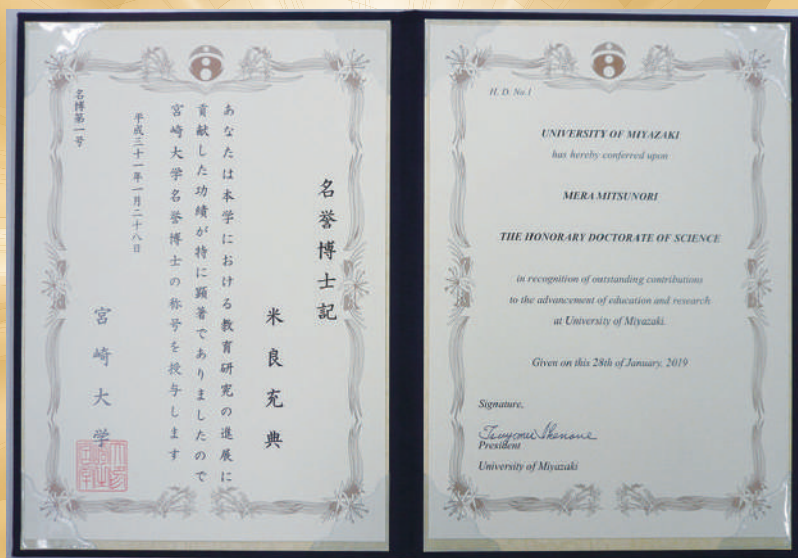 名誉博士記
米良充典
あなたは本学における教育研究の進展に
貢献した功績が特に顕著でありましたので
宮崎大学名誉博士の称号を授与します
平成三十一年一月二十八日
宮崎大学
名博第一号
H. D. No.1
UNIVERSITY OF MIYAZAKI
has hereby conferred upon
MERA MITSUNORI
THE HONORARY DOCTORATE OF SCIENCE
in recognition of outstanding contributions
to the advancement of education and research
at University of Miyazaki.
Given on this 28th of January, 2019
Signature,
President
University of Miyazaki